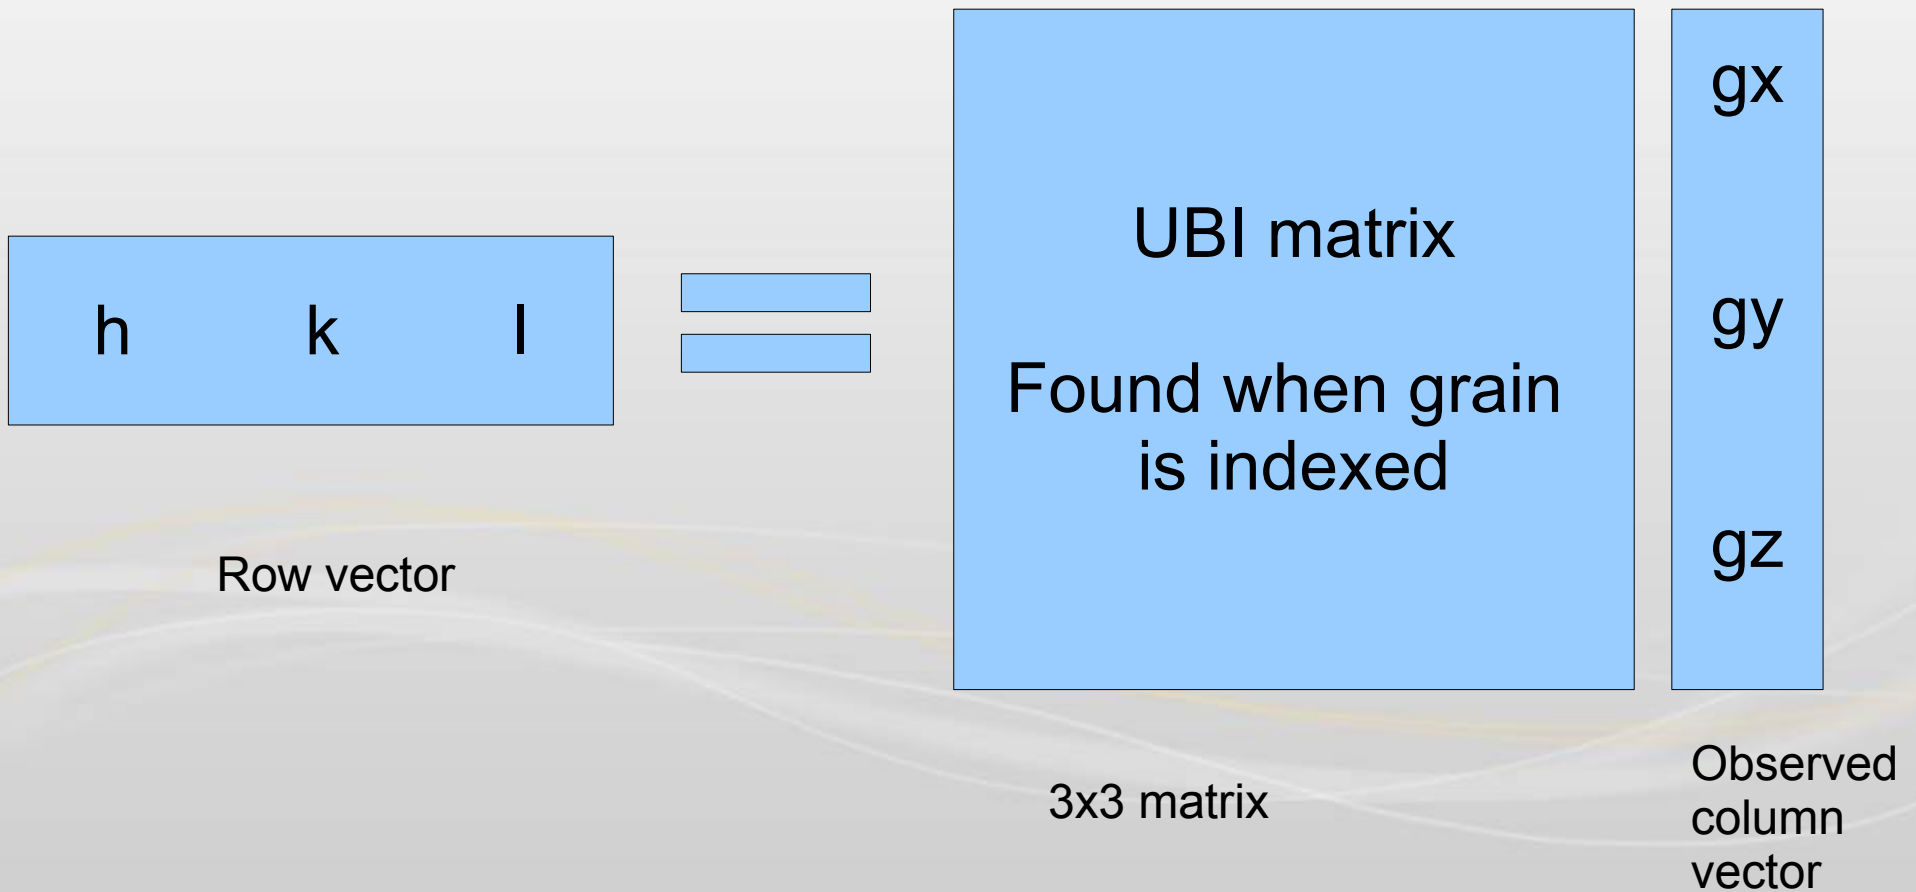 h k l
Row vector
UBI matrix
Found when grain
is indexed
3x3 matrix
gx
gy
gz
Observed
column
vector